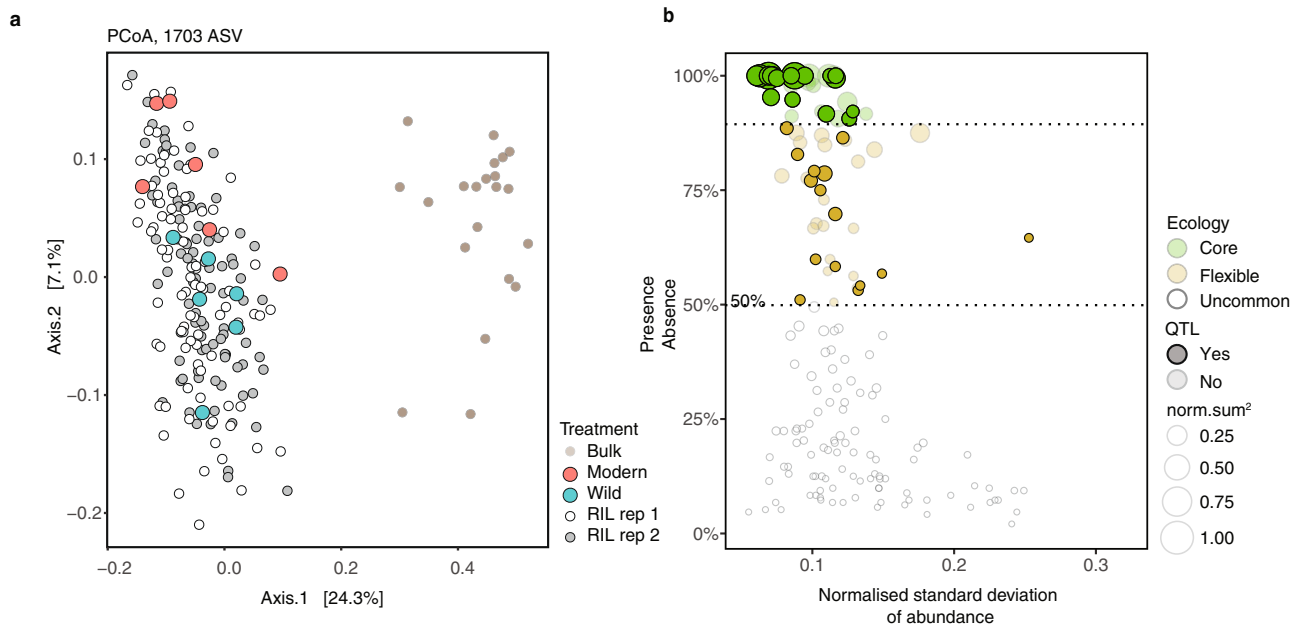 a
PCoA, 1703 ASV
Axis.2 [7.1%]
0.1
0.0
−0.1
−0.2
−0.2
0.0
0.2
0.4
Axis.1 [24.3%]
Treatment
Bulk
Modern
Wild
RIL rep 1
RIL rep 2
b
Presence
Absence
100%
75%
50%
50%
25%
0%
0.1
0.2
0.3
Normalised standard deviation
of abundance
Ecology
Core
Flexible
Uncommon
QTL
Yes
No
norm.sum²
0.25
0.50
0.75
1.00